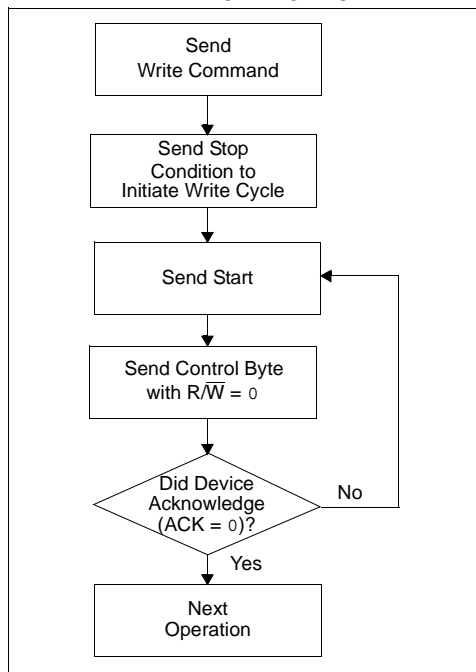 Send
Write Command
Send Stop
Condition to
Initiate Write Cycle
Send Start
Send Control Byte
with R/W̅ = 0
Did Device
Acknowledge
(ACK = 0)?
No
Yes
Next
Operation